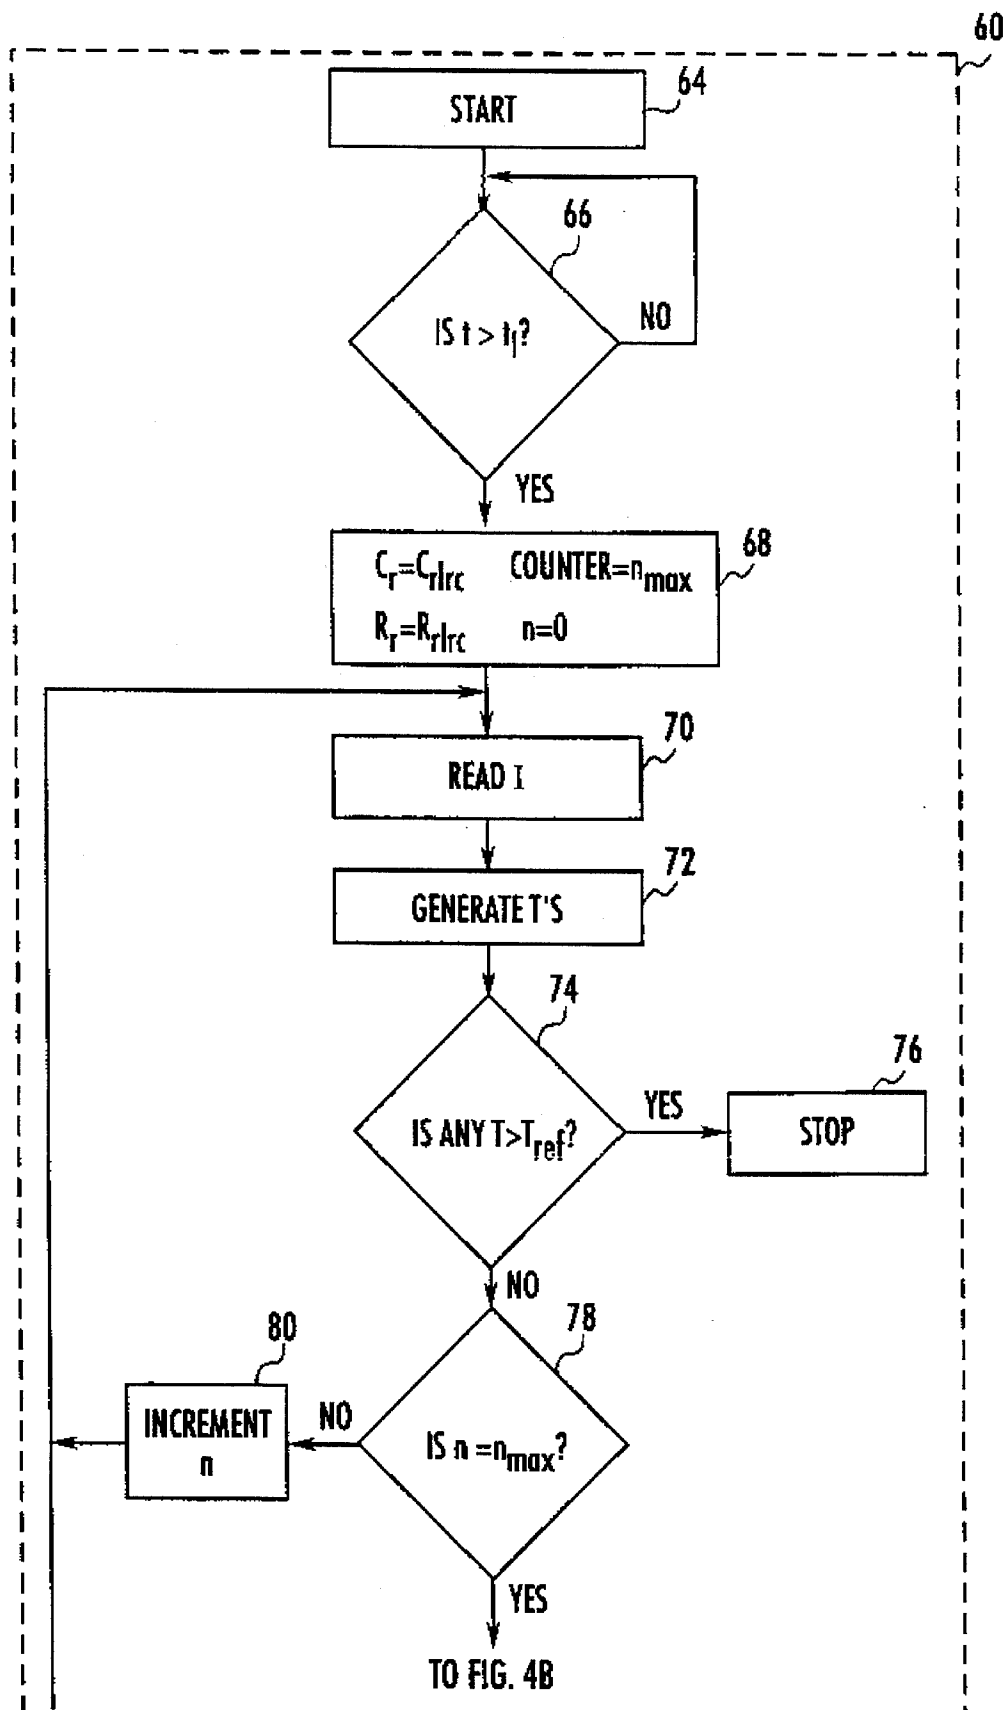 60
START
64
66
IS t > t₁?
NO
YES
68
Cr=Crlrc COUNTER=nmax
Rr=Rrlrc n=0
70
READ I
72
GENERATE T'S
74
76
IS ANY T>Tref?
YES
STOP
NO
78
80
INCREMENT
n
NO
IS n =nmax?
YES
TO FIG. 4B